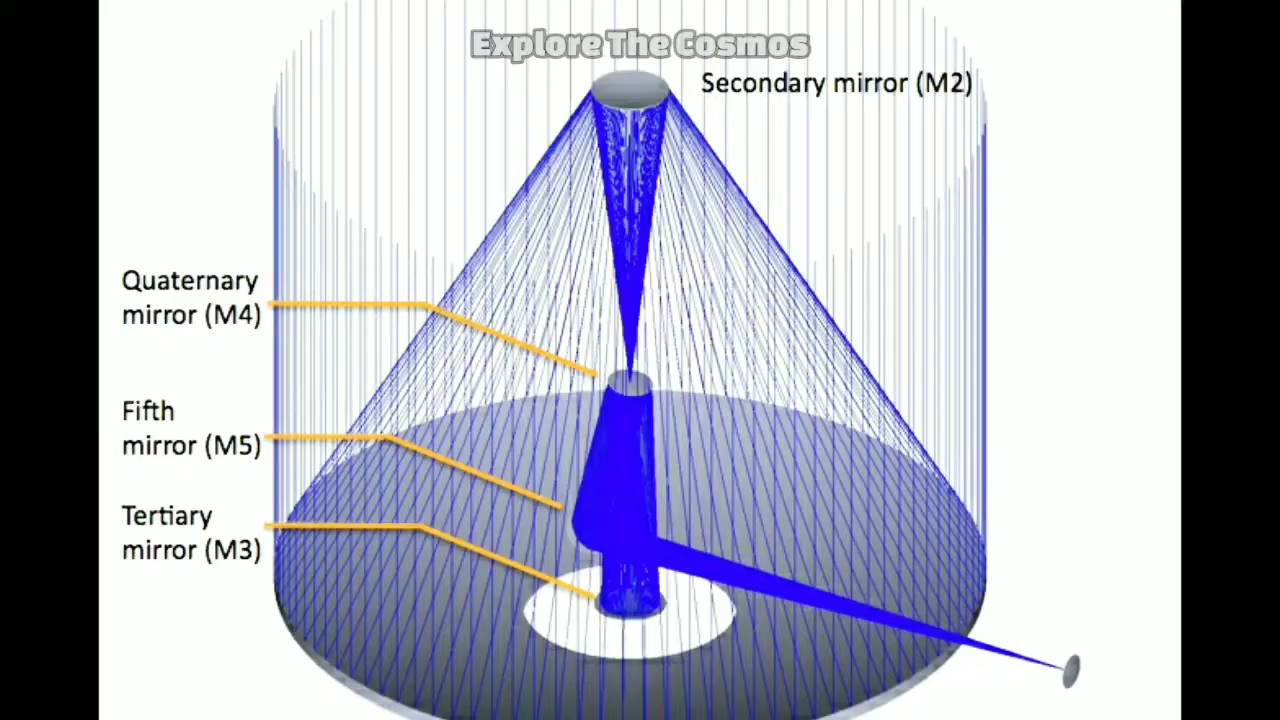 Explore The Cosmos
Secondary mirror (M2)
Quaternary
mirror (M4)
Fifth
mirror (M5)
Tertiary
mirror (M3)